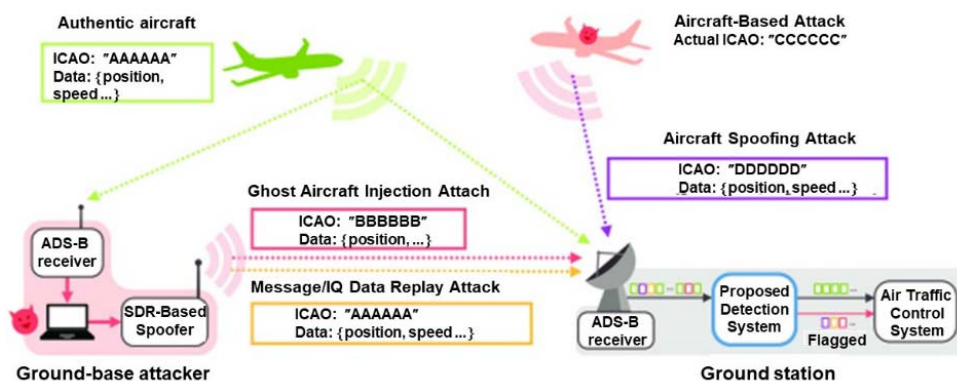 Authentic aircraft
ICAO: "AAAAAA"
Data: {position,
speed ...}
Aircraft-Based Attack
Actual ICAO: "CCCCCC"
Aircraft Spoofing Attack
ICAO: "DDDDDD"
Data: {position, speed ...}
Ghost Aircraft Injection Attach
ICAO: "BBBBBB"
Data: {position, ...}
Message/IQ Data Replay Attack
ICAO: "AAAAAA"
Data: {position, speed ...}
ADS-B
receiver
SDR-Based
Spoofer
Ground-base attacker
ADS-B
receiver
Proposed
Detection
System
Flagged
Air Traffic
Control
System
Ground station